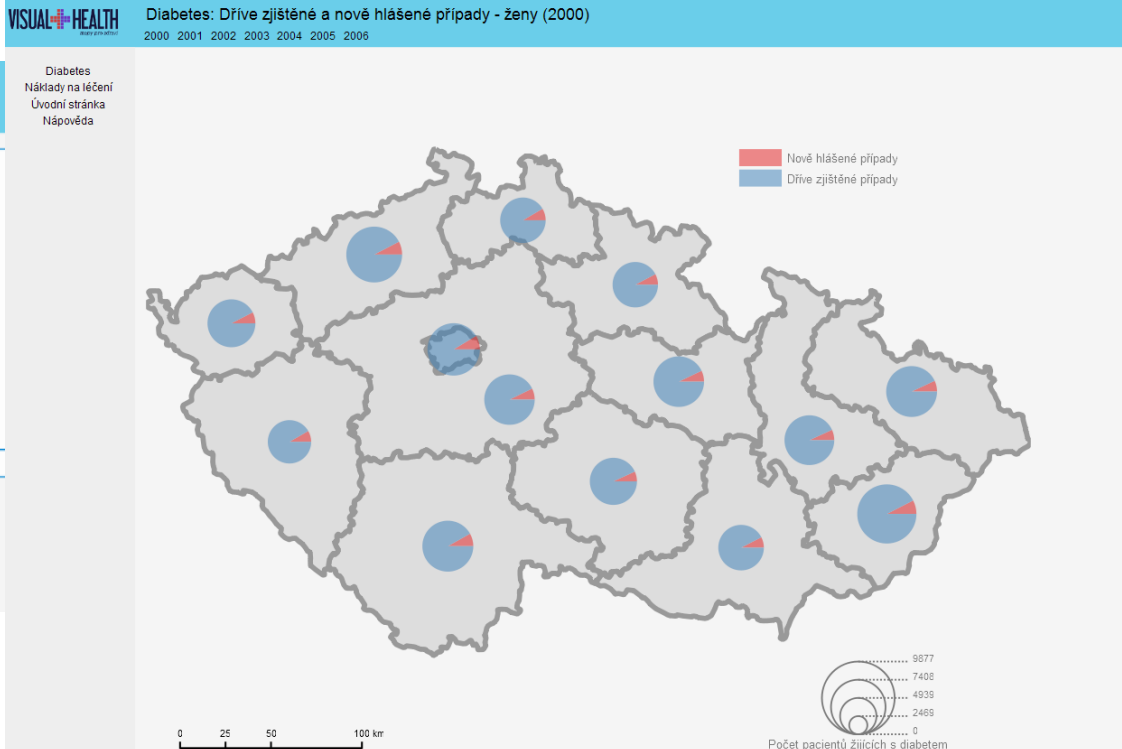 VISUAL HEALTH
Diabetes: Dříve zjištěné a nově hlášené případy - ženy (2000)
2000 2001 2002 2003 2004 2005 2006
Diabetes
Náklady na léčení
Úvodní stránka
Nápověda
Nově hlášené případy
Dříve zjištěné případy
9877
7408
4939
2469
0
Počet pacientů žijících s diabetem
0 25 50 100 km